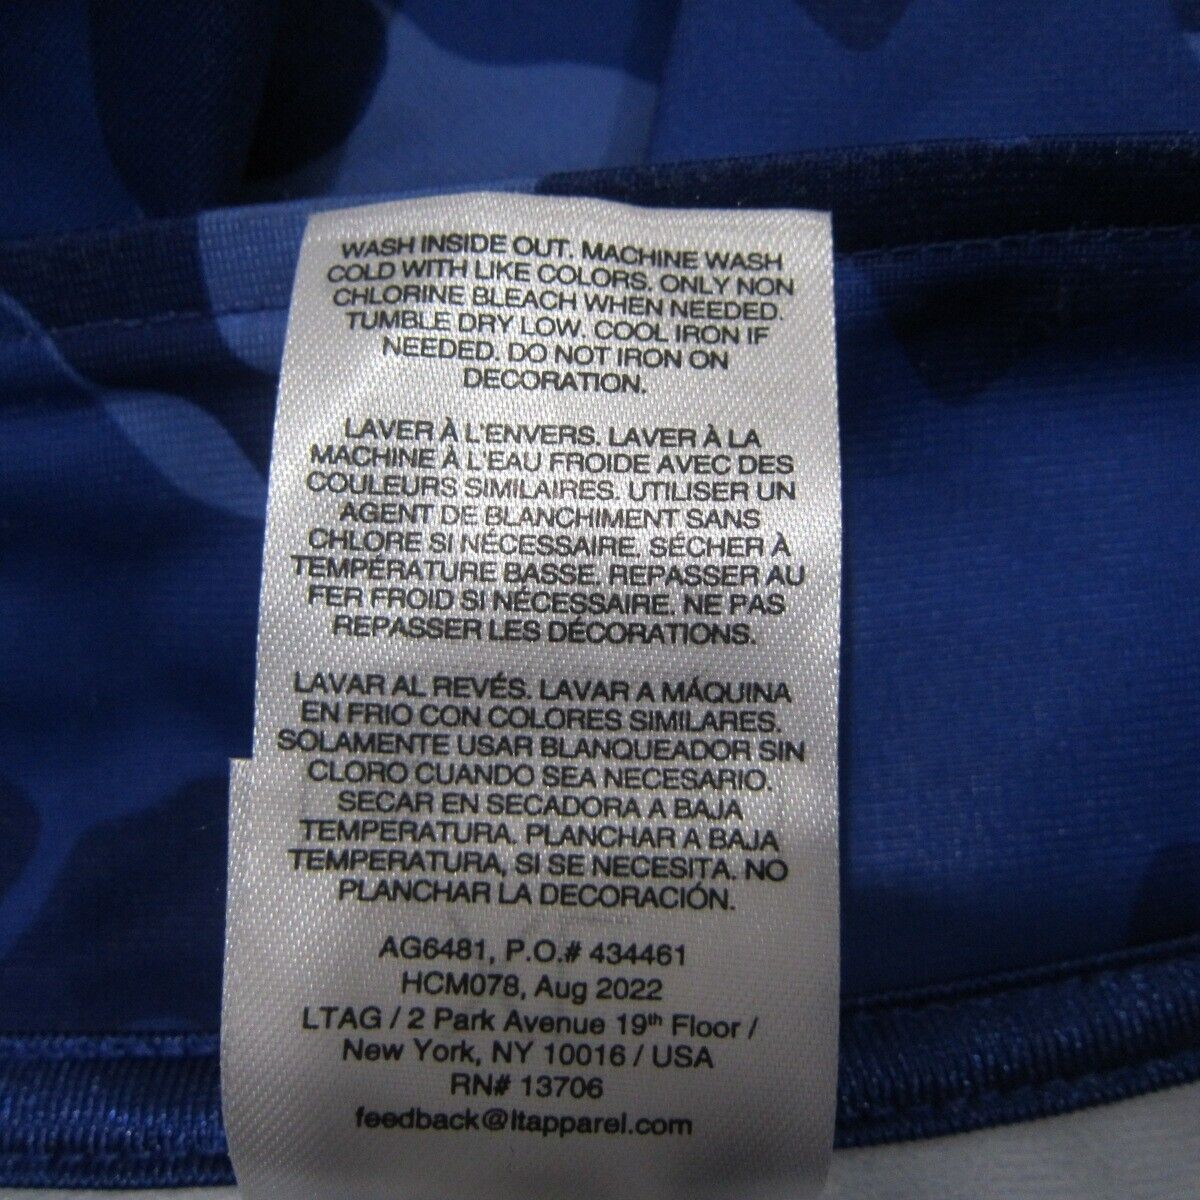 WASH INSIDE OUT. MACHINE WASH
COLD WITH LIKE COLORS. ONLY NON
CHLORINE BLEACH WHEN NEEDED.
TUMBLE DRY LOW. COOL IRON IF
NEEDED. DO NOT IRON ON
DECORATION.
LAVER À L'ENVERS. LAVER À LA
MACHINE À L'EAU FROIDE AVEC DES
COULEURS SIMILAIRES. UTILISER UN
AGENT DE BLANCHIMENT SANS
CHLORE SI NÉCESSAIRE. SÉCHER À
TEMPÉRATURE BASSE. REPASSER AU
FER FROID SI NÉCESSAIRE. NE PAS
REPASSER LES DÉCORATIONS.
LAVAR AL REVÉS. LAVAR A MÁQUINA
EN FRIO CON COLORES SIMILARES.
SOLAMENTE USAR BLANQUEADOR SIN
CLORO CUANDO SEA NECESARIO.
SECAR EN SECADORA A BAJA
TEMPERATURA. PLANCHAR A BAJA
TEMPERATURA, SI SE NECESITA. NO
PLANCHAR LA DECORACIÓN.
AG6481, P.O.# 434461
HCM078, Aug 2022
LTAG / 2 Park Avenue 19th Floor /
New York, NY 10016 / USA
RN# 13706
feedback@ltapparel.com